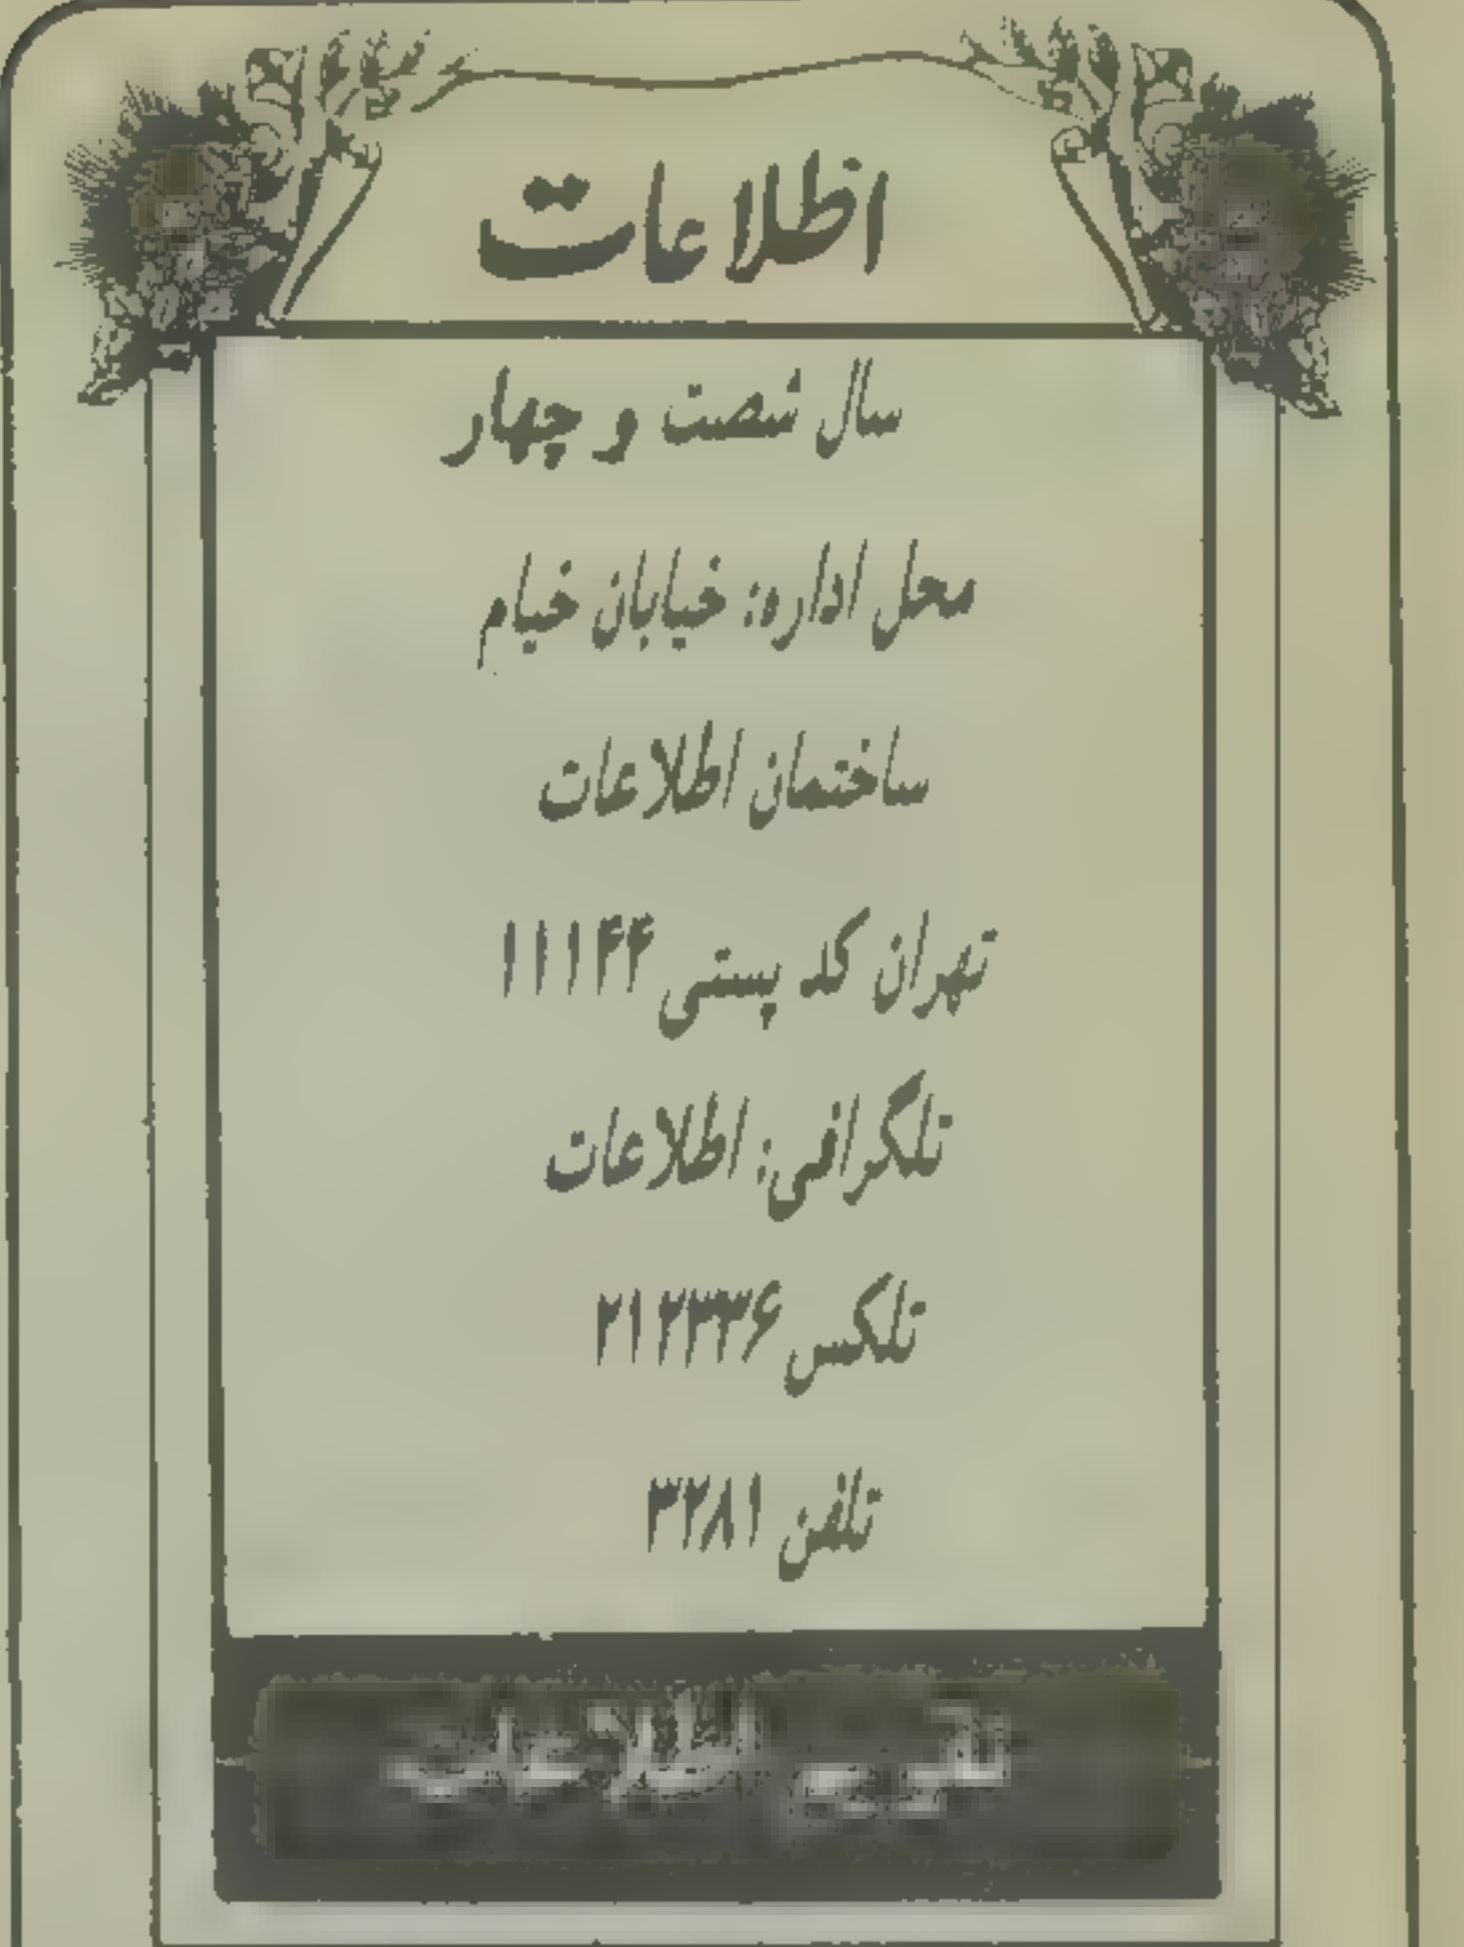 اطلاعات
سال شصت و چهار
محل اداره: خیابان خیام
ساختمان اطلاعات
تهران کد پستی ۱۱۱۴۴
تلگرافی: اطلاعات
تلکس ۲۱۲۳۳۶
تلفن ۳۲۸۱
اطلاعات